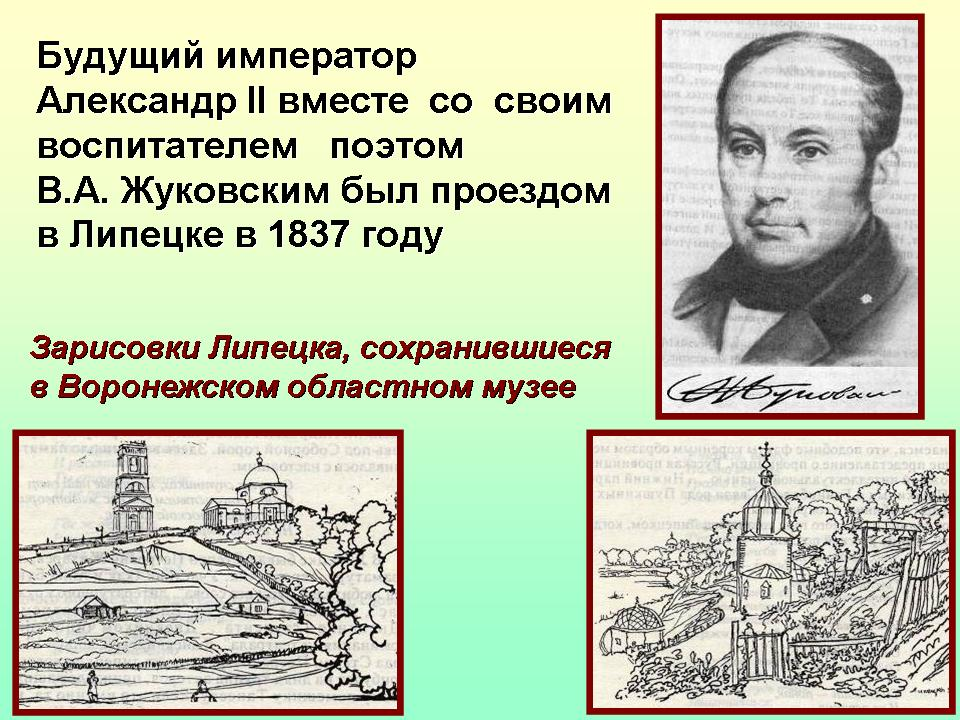 Будущий император
Александр II вместе со своим
воспитателем поэтом
В.А. Жуковским был проездом
в Липецке в 1837 году
Зарисовки Липецка, сохранившиеся
в Воронежском областном музее